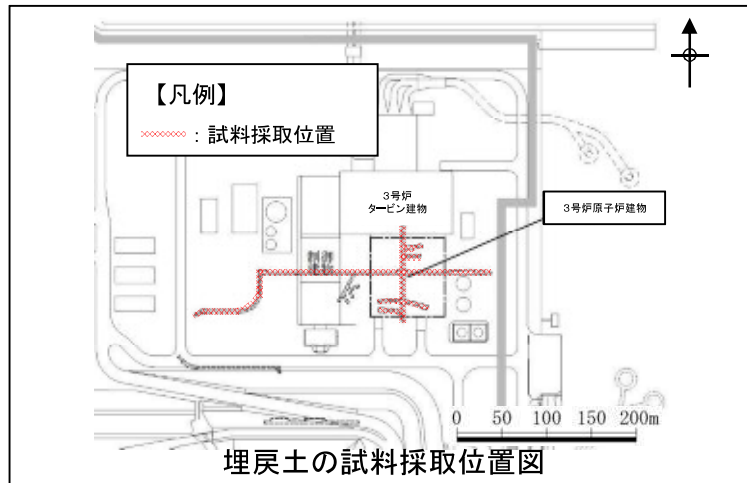 【凡例】
：試料採取位置
3号炉
タービン建物
3号炉原子炉建物
0 50 100 150 200m
埋戻土の試料採取位置図